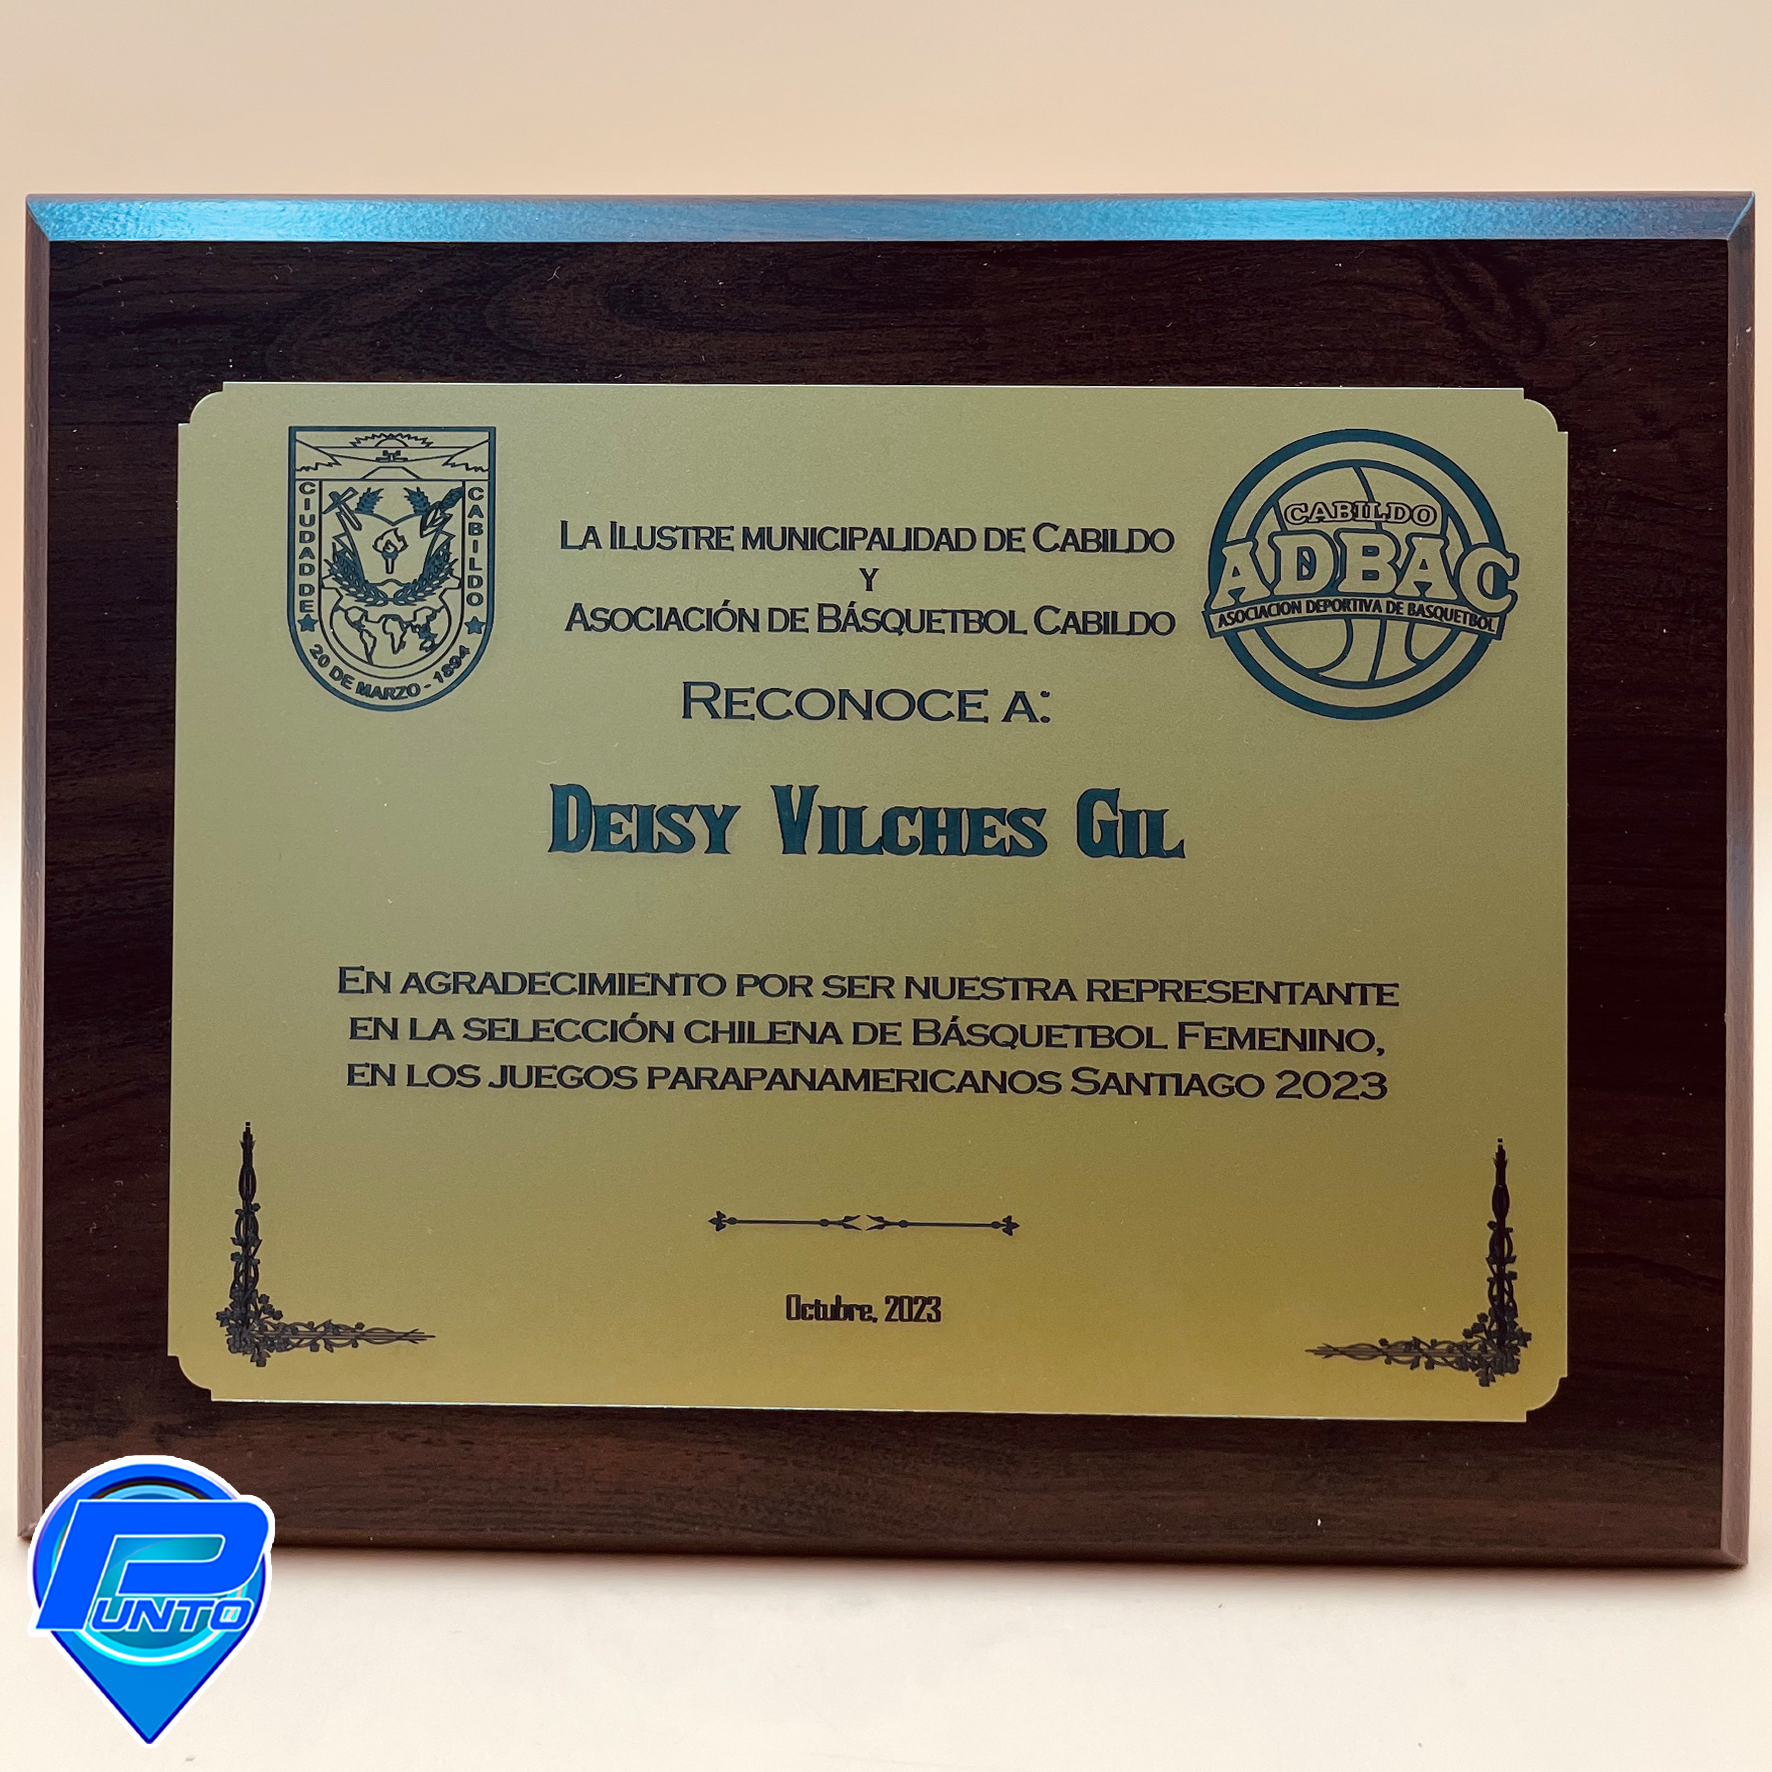 CIUDAD DE
CABILDO
20 DE MARZO - 1894
LA ILUSTRE MUNICIPALIDAD DE CABILDO
Y
ASOCIACIÓN DE BÁSQUETBOL CABILDO
CABILDO
ADBAC
ASOCIACION DEPORTIVA DE BASQUETBOL
RECONOCE A:
DEISY VILCHES GIL
EN AGRADECIMIENTO POR SER NUESTRA REPRESENTANTE
EN LA SELECCIÓN CHILENA DE BÁSQUETBOL FEMENINO,
EN LOS JUEGOS PARAPANAMERICANOS SANTIAGO 2023
Octubre, 2023
PUNTO